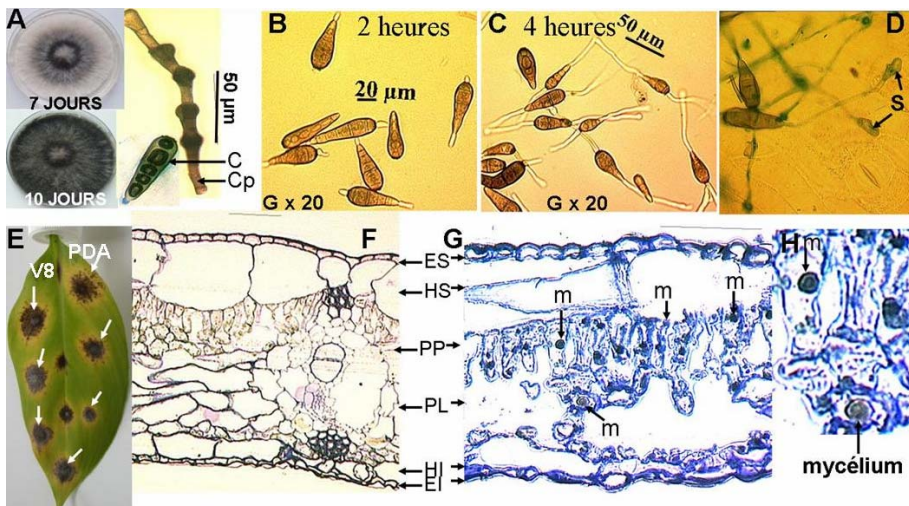 A
7 JOURS
10 JOURS
50 µm
C
Cp
B
2 heures
20 µm
G x 20
C
4 heures
50 µm
G x 20
D
S
E
V8
PDA
F
ES
HS
PP
PL
HI
EI
G
m
m
m
m
H
m
mycélium